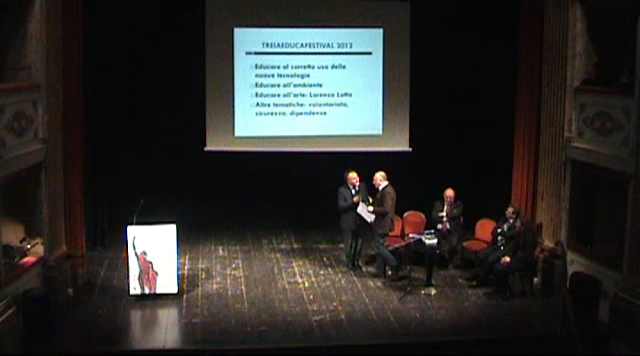 TREIAEDUCAFESTIVAL 2012
Educare al corretto uso delle
nuove tecnologie
Educare all'ambiente
Educare all'arte: Lorenzo Lotto
Altre tematiche: volontariato,
sicurezza, dipendenze